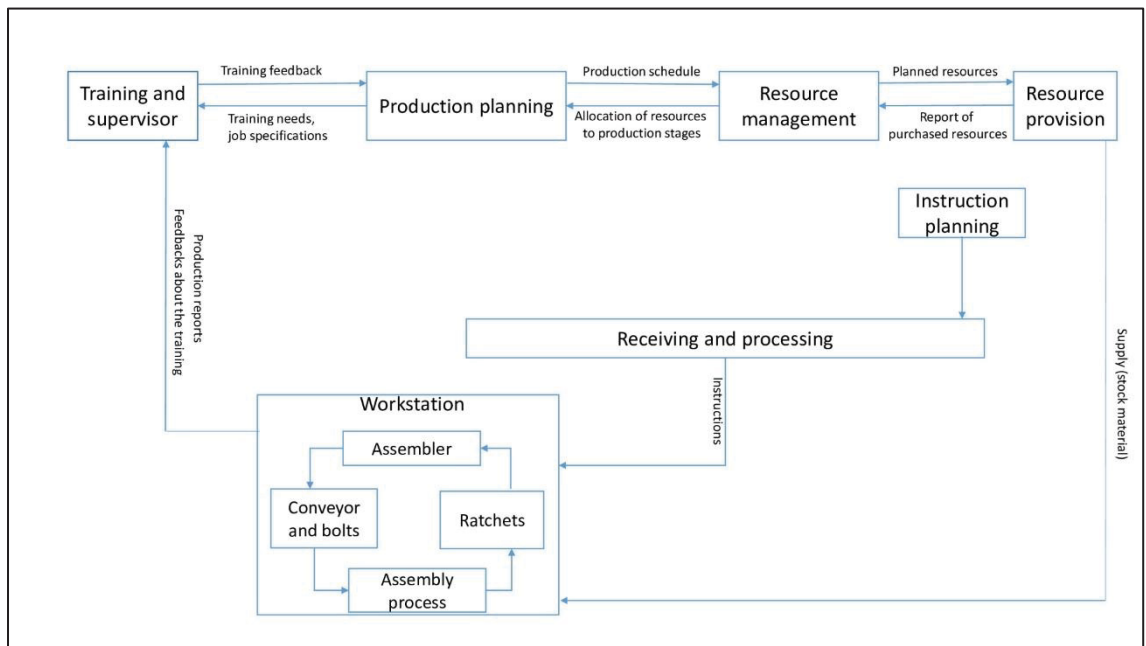 Training feedback
Production schedule
Planned resources
Training and
supervisor
Production planning
Resource
management
Resource
provision
Training needs,
job specifications
Allocation of resources
to production stages
Report of
purchased resources
Instruction
planning
Production reports
Feedbacks about the training
Receiving and processing
Supply (stock material)
Instructions
Workstation
Assembler
Conveyor
and bolts
Ratchets
Assembly
process